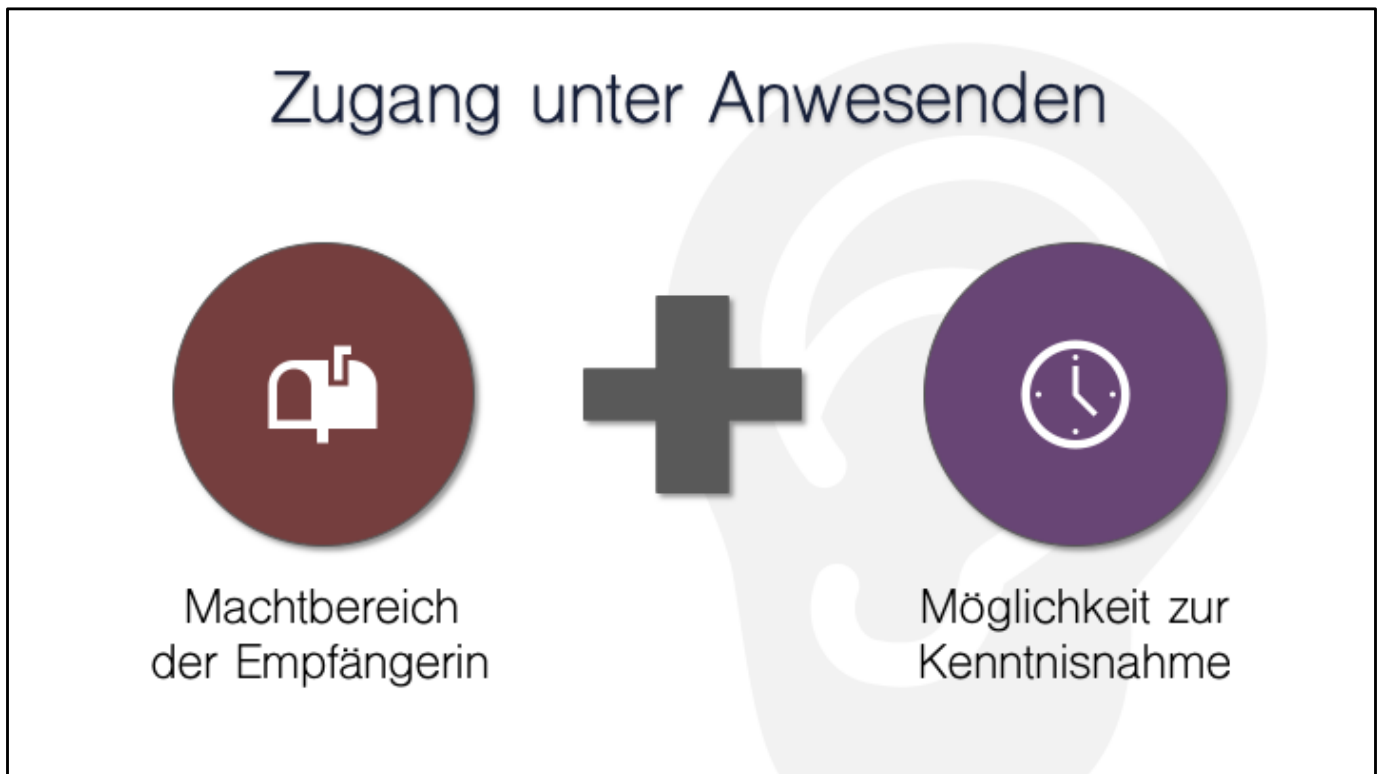 Zugang unter Anwesenden
Machtbereich
der Empfängerin
Möglichkeit zur
Kenntnisnahme